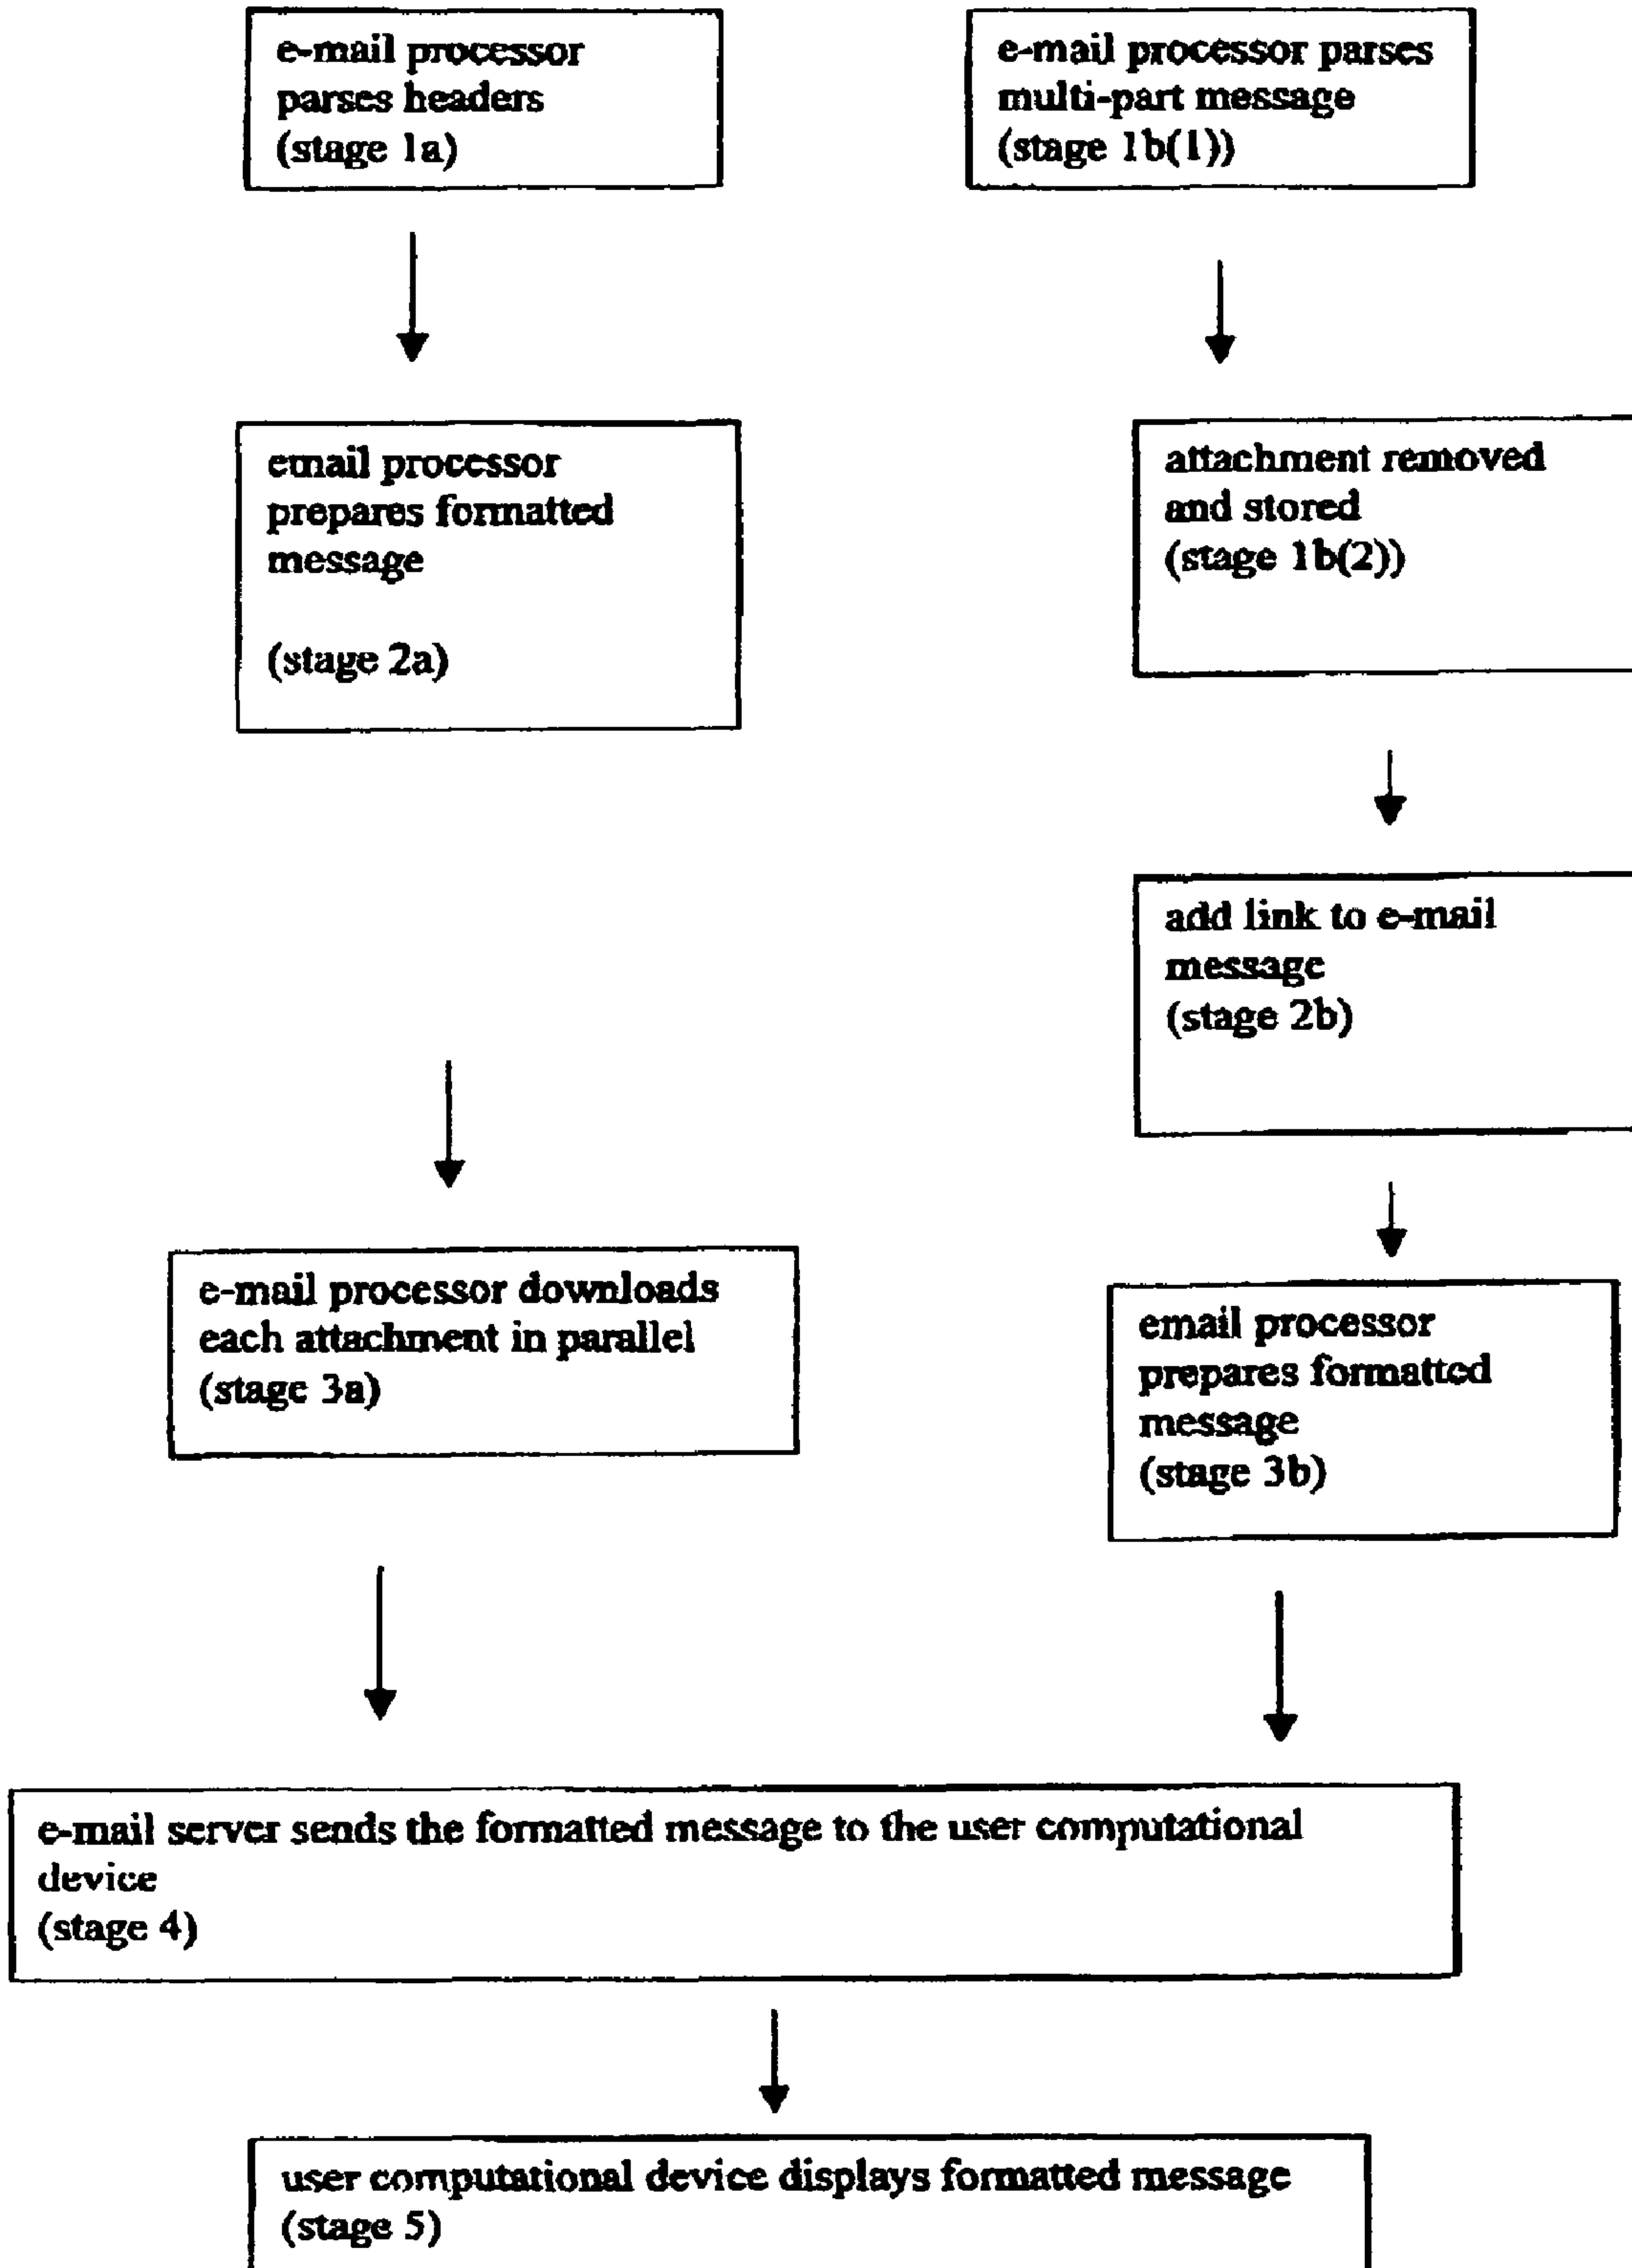 e-mail processor
parses headers
(stage 1a)
e-mail processor parses
multi-part message
(stage 1b(1))
email processor
prepares formatted
message
(stage 2a)
attachment removed
and stored
(stage 1b(2))
add link to e-mail
message
(stage 2b)
e-mail processor downloads
each attachment in parallel
(stage 3a)
email processor
prepares formatted
message
(stage 3b)
e-mail server sends the formatted message to the user computational
device
(stage 4)
user computational device displays formatted message
(stage 5)